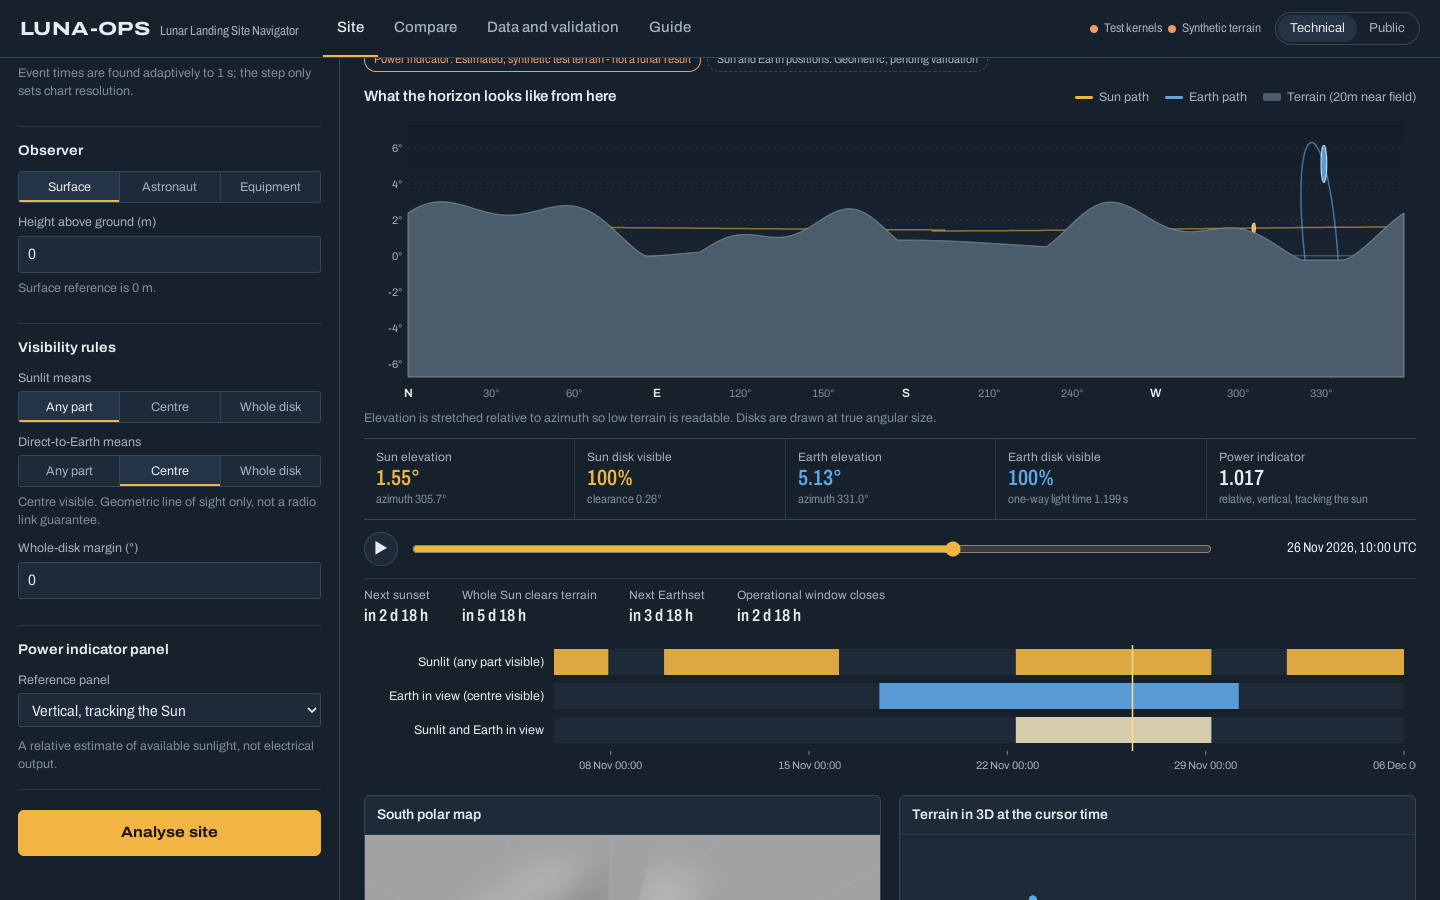 LUNA-OPS Lunar Landing Site Navigator Site Compare Data and validation Guide Test kernels Synthetic terrain Technical Public
Event times are found adaptively to 1 s; the step only
sets chart resolution.
Observer
Surface Astronaut Equipment
Height above ground (m)
0
Surface reference is 0 m.
Visibility rules
Sunlit means
Any part Centre Whole disk
Direct-to-Earth means
Any part Centre Whole disk
Centre visible. Geometric line of sight only, not a radio
link guarantee.
Whole-disk margin (°)
0
Power indicator panel
Reference panel
Vertical, tracking the Sun
A relative estimate of available sunlight, not electrical
output.
Analyse site
Power indicator: Estimated, synthetic test terrain - not a lunar result Sun and Earth positions: Geometric, pending validation
What the horizon looks like from here Sun path Earth path Terrain (20m near field)
6°
4°
2°
0°
-2°
-4°
-6°
N 30° 60° E 120° 150° S 210° 240° W 300° 330°
Elevation is stretched relative to azimuth so low terrain is readable. Disks are drawn at true angular size.
Sun elevation
1.55°
azimuth 305.7°
Sun disk visible
100%
clearance 0.26°
Earth elevation
5.13°
azimuth 331.0°
Earth disk visible
100%
one-way light time 1.199 s
Power indicator
1.017
relative, vertical, tracking the sun
26 Nov 2026, 10:00 UTC
Next sunset
in 2 d 18 h
Whole Sun clears terrain
in 5 d 18 h
Next Earthset
in 3 d 18 h
Operational window closes
in 2 d 18 h
Sunlit (any part visible)
Earth in view (centre visible)
Sunlit and Earth in view
08 Nov 00:00 15 Nov 00:00 22 Nov 00:00 29 Nov 00:00 06 Dec 0
South polar map
Terrain in 3D at the cursor time